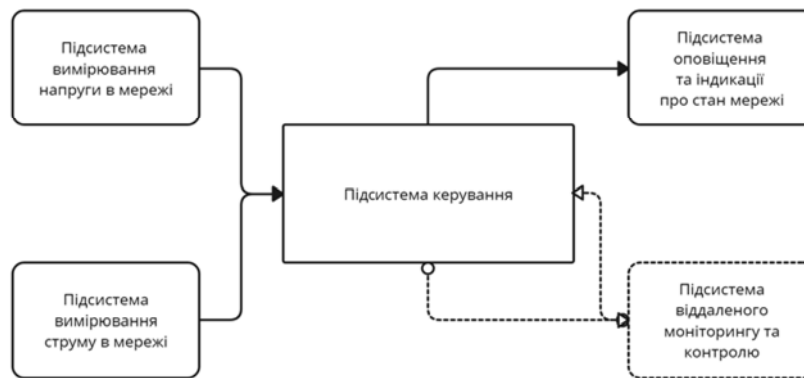 Підсистема
вимірювання
напруги в мережі
Підсистема
оповіщення
та індикації
про стан мережі
Підсистема керування
Підсистема
вимірювання
струму в мережі
Підсистема
віддаленого
моніторингу та
контролю